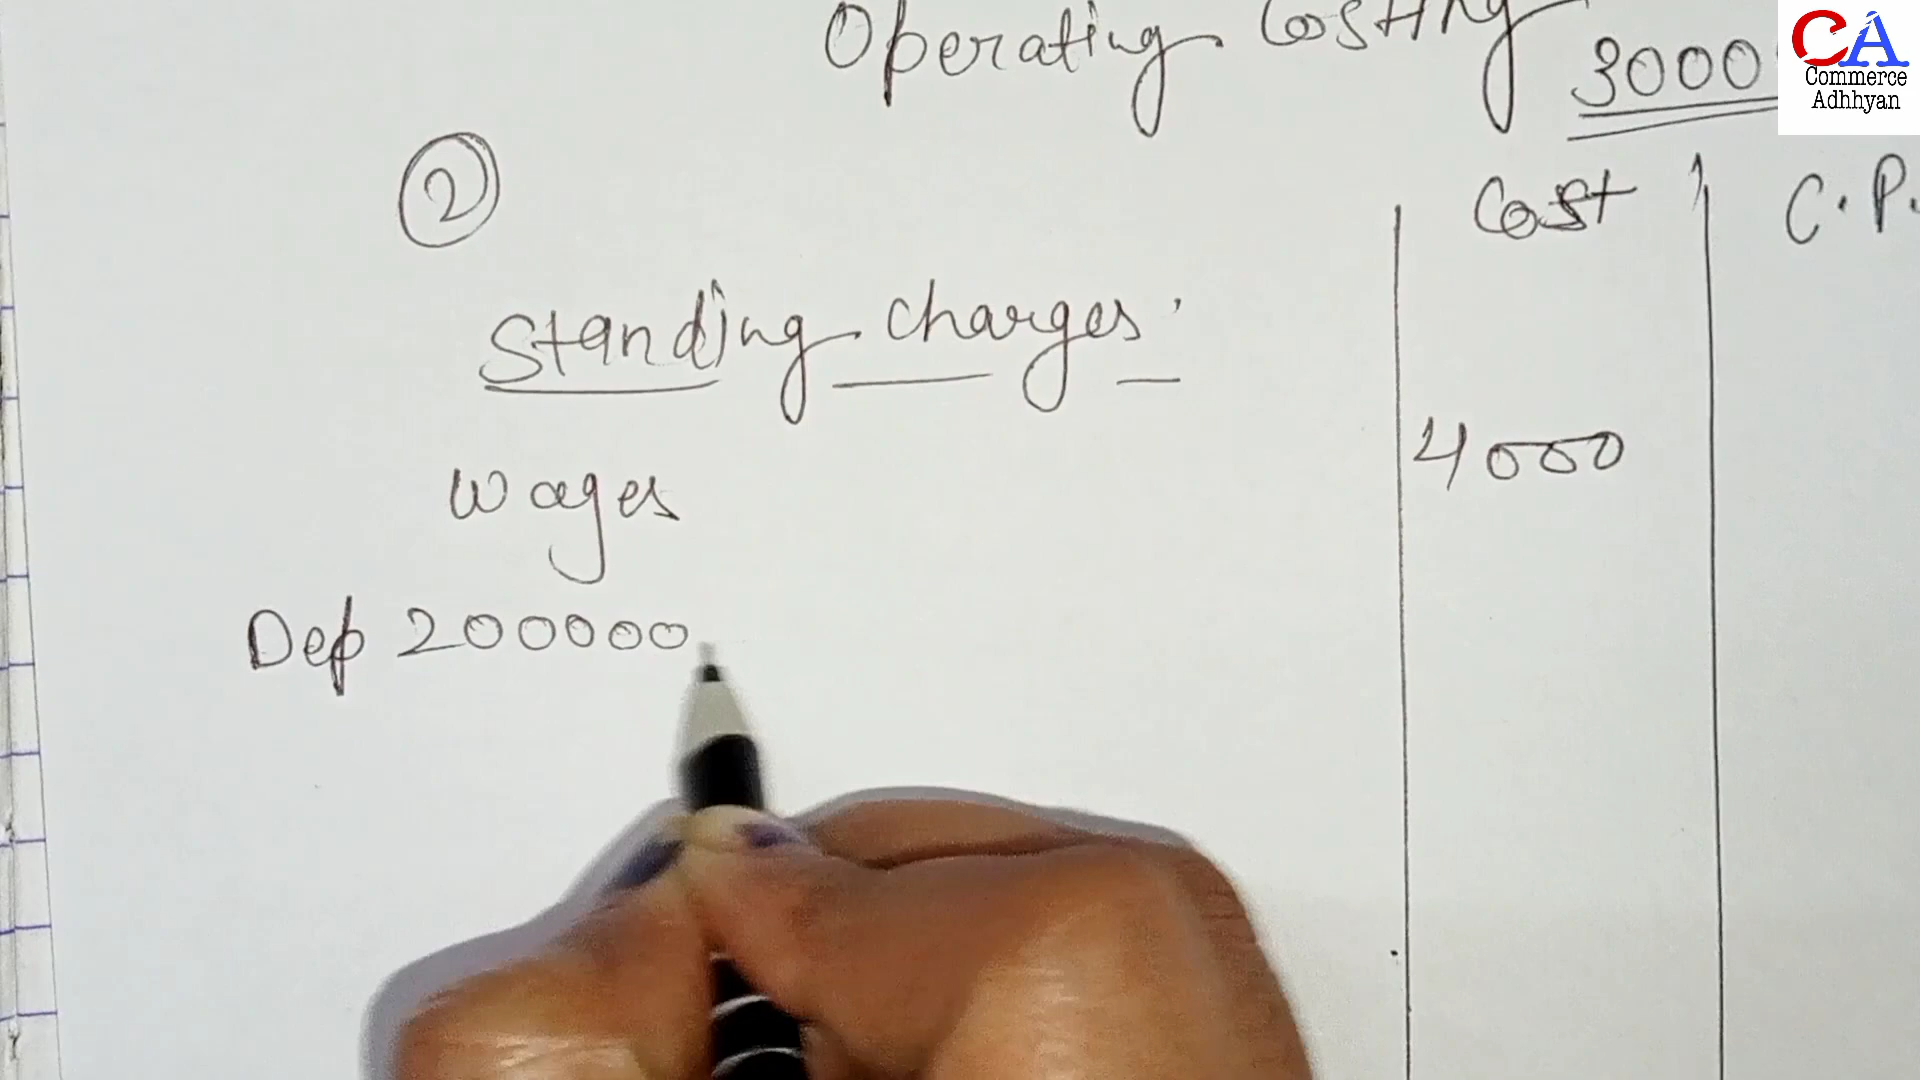 Operating Costing
3000
CA
Commerce
Adhhyan
2
Cost
C.P.
Standing charges:
4000
Wages
Dep 200000